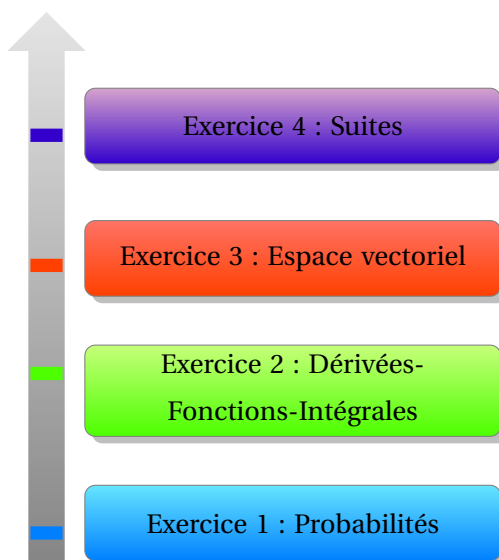 Exercice 4 : Suites
Exercice 3 : Espace vectoriel
Exercice 2 : Dérivées-
Fonctions-Intégrales
Exercice 1 : Probabilités